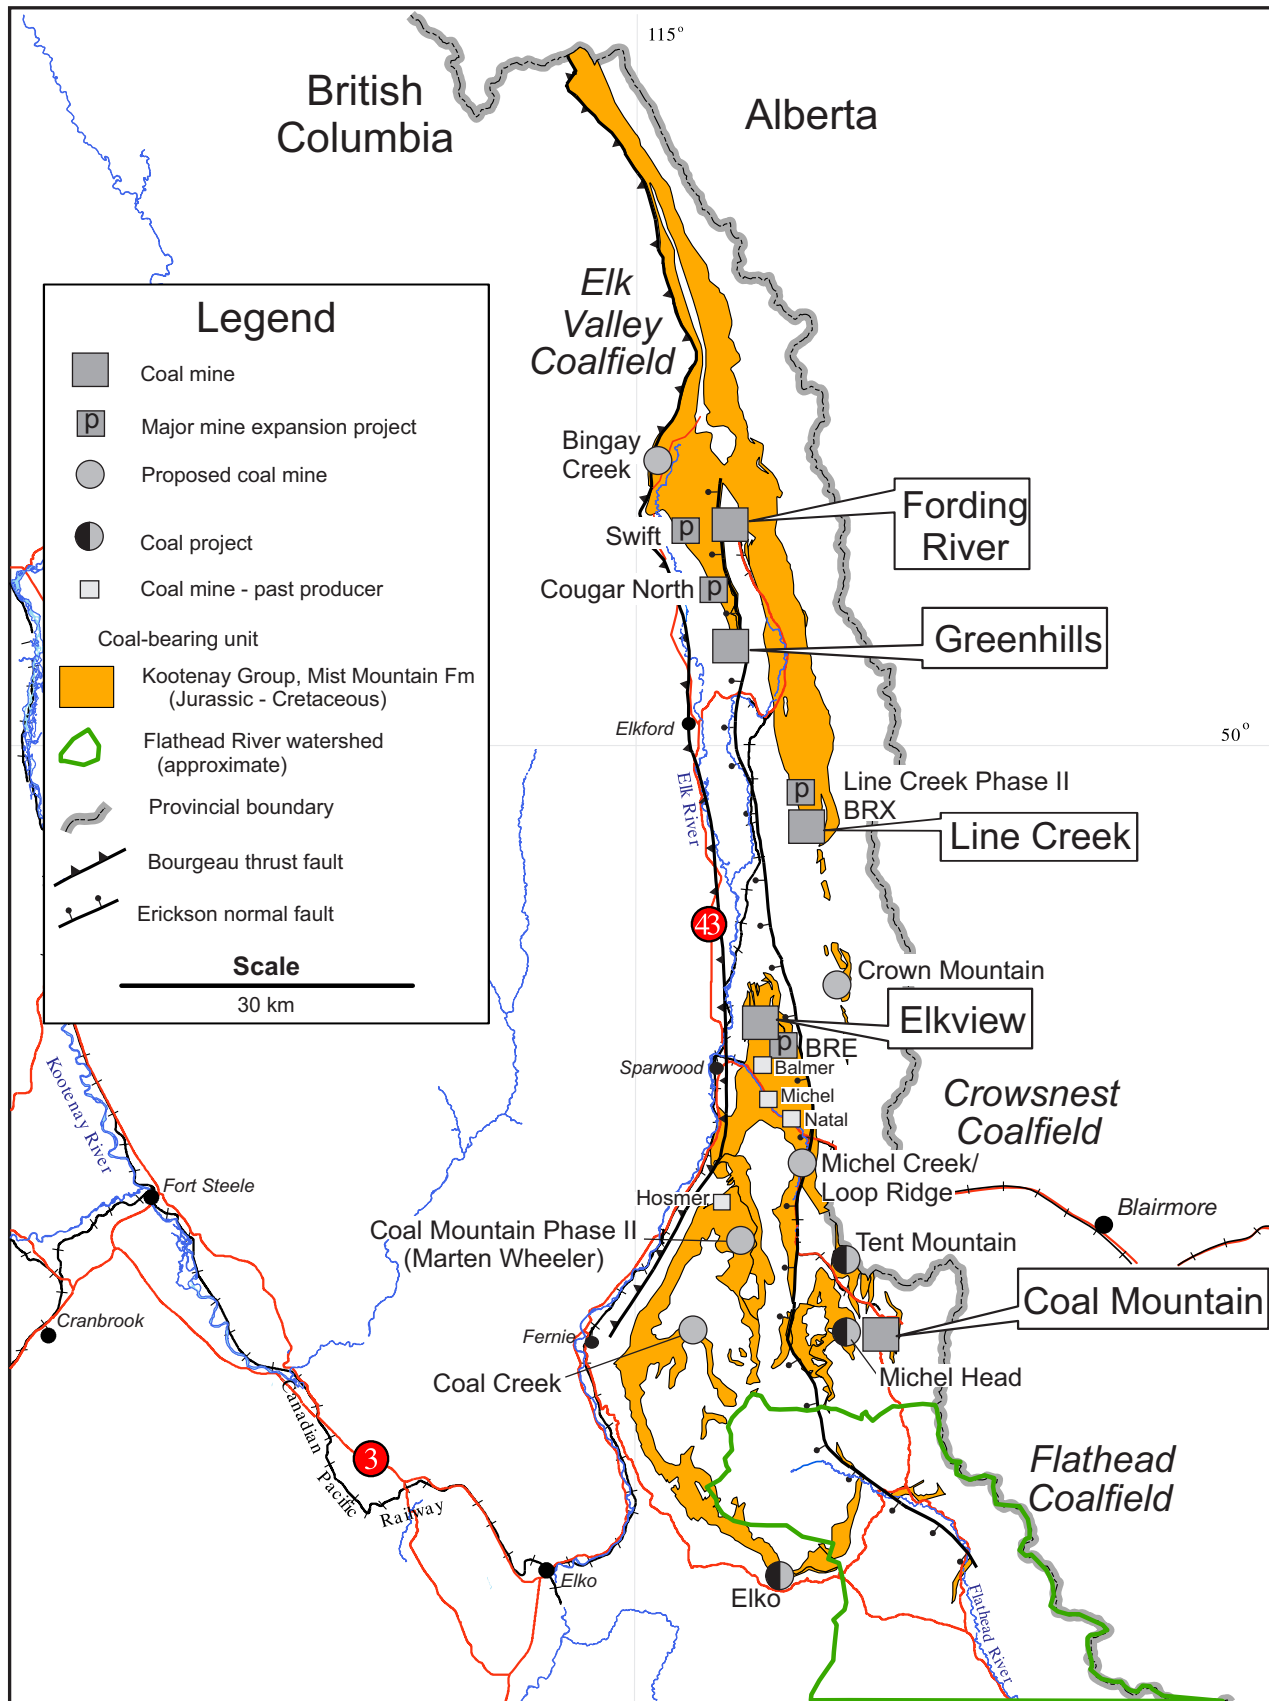 115°
British
Columbia
Alberta
Elk
Valley
Coalfield
Legend
Coal mine
p
Major mine expansion project
Proposed coal mine
Coal project
Coal mine - past producer
Coal-bearing unit
Kootenay Group, Mist Mountain Fm
(Jurassic - Cretaceous)
Flathead River watershed
(approximate)
Provincial boundary
Bourgeau thrust fault
Erickson normal fault
Scale
30 km
Bingay
Creek
Fording
River
Swift
p
Cougar North
p
Greenhills
Elkford
50°
Elk River
Line Creek Phase II
p
BRX
Line Creek
43
Crown Mountain
Elkview
p
BRE
Sparwood
Balmer
Michel
Natal
Crowsnest
Coalfield
Kootenay River
Michel Creek/
Loop Ridge
Fort Steele
Hosmer
Blairmore
Coal Mountain Phase II
(Marten Wheeler)
Tent Mountain
Coal Mountain
Cranbrook
Fernie
Coal Creek
Michel Head
Canadian
Pacific
Railway
3
Flathead
Coalfield
Elko
Elko
Flathead River